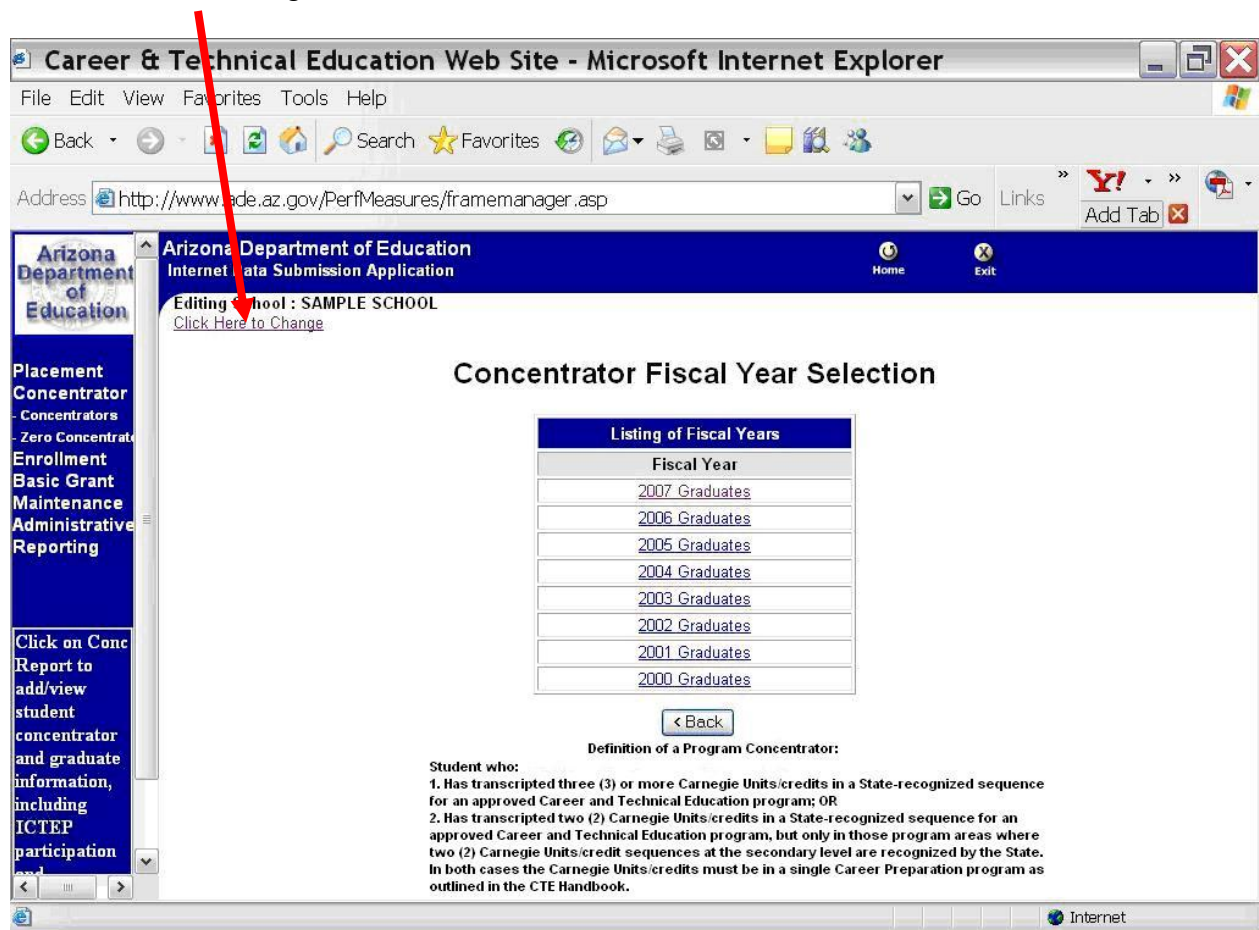 Career & Technical Education Web Site - Microsoft Internet Explorer
File Edit View Favorites Tools Help
Back Search Favorites
Address http://www.ade.az.gov/PerfMeasures/framemanager.asp Go Links » Y! » Add Tab
Arizona Department of Education
Arizona Department of Education
Internet Data Submission Application
Home Exit
Editing School : SAMPLE SCHOOL
Click Here to Change
Placement
Concentrator
- Concentrators
- Zero Concentrat
Enrollment
Basic Grant
Maintenance
Administrative
Reporting
Click on Conc
Report to
add/view
student
concentrator
and graduate
information,
including
ICTEP
participation
Concentrator Fiscal Year Selection
Listing of Fiscal Years
Fiscal Year
2007 Graduates
2006 Graduates
2005 Graduates
2004 Graduates
2003 Graduates
2002 Graduates
2001 Graduates
2000 Graduates
< Back
Definition of a Program Concentrator:
Student who:
1. Has transcripted three (3) or more Carnegie Units/credits in a State-recognized sequence
for an approved Career and Technical Education program; OR
2. Has transcripted two (2) Carnegie Units/credits in a State-recognized sequence for an
approved Career and Technical Education program, but only in those program areas where
two (2) Carnegie Units/credit sequences at the secondary level are recognized by the State.
In both cases the Carnegie Units/credits must be in a single Career Preparation program as
outlined in the CTE Handbook.
Internet